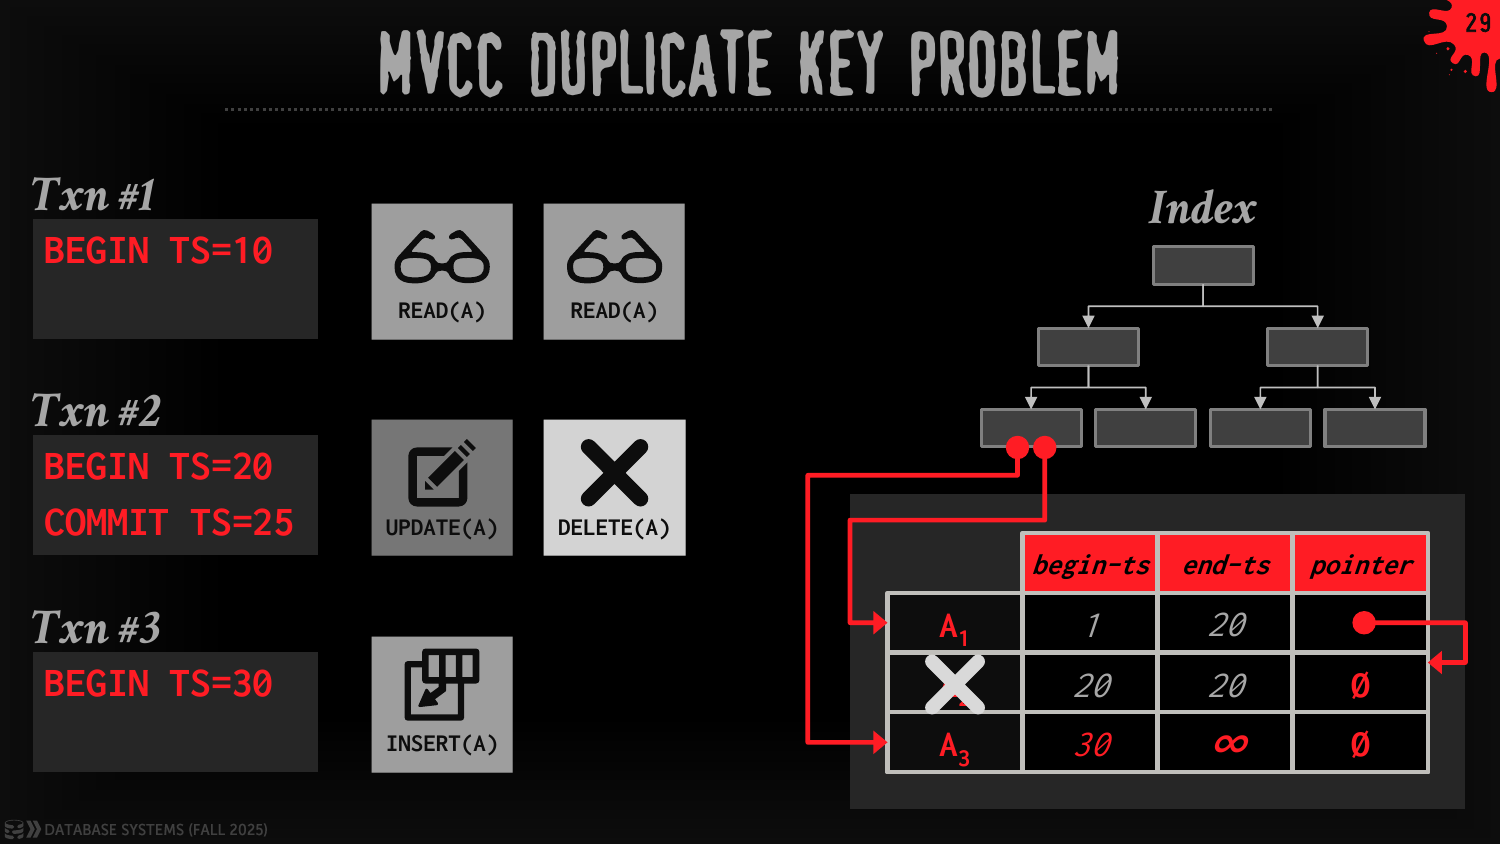 29
MVCC DUPLICATE KEY PROBLEM
Txn #1
BEGIN TS=10
READ(A) READ(A)
Txn #2
BEGIN TS=20
COMMIT TS=25
UPDATE(A) DELETE(A)
Txn #3
BEGIN TS=30
INSERT(A)
Index
begin-ts end-ts pointer
A₁ 1 20
20 20 Ø
A₃ 30 ∞ Ø
DATABASE SYSTEMS (FALL 2025)